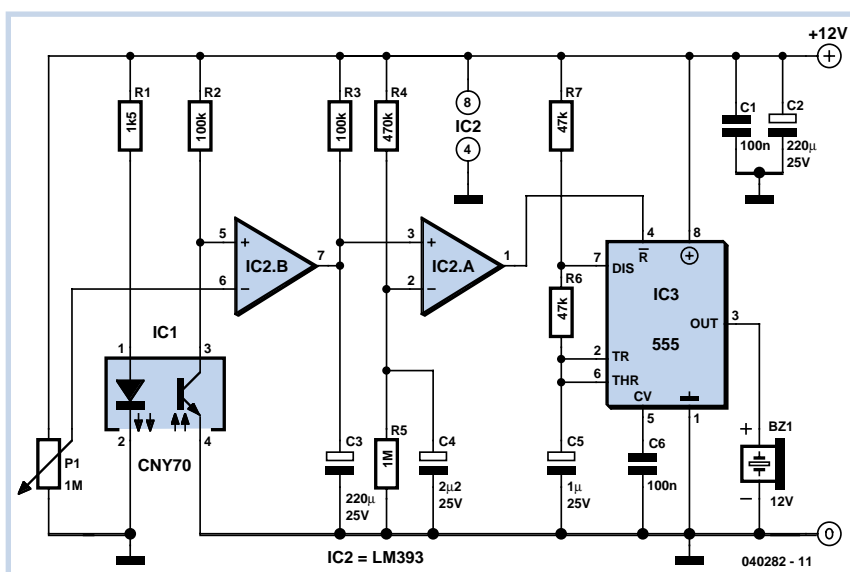 +12V
R1
1k5
R2
100k
R3
100k
R4
470k
8
IC2
4
R7
47k
C1
100n
C2
220µ
25V
5
+
IC2.B
7
6
−
3
+
IC2.A
1
2
−
4
R
8
7
DIS
IC3
R6
47k
OUT
3
555
2
TR
6
THR
CV
5
1
IC1
1
3
2
4
CNY70
P1
1M
C3
220µ
25V
R5
1M
C4
2µ2
25V
C5
1µ
25V
C6
100n
BZ1
+
−
12V
0
IC2 = LM393
040282 - 11